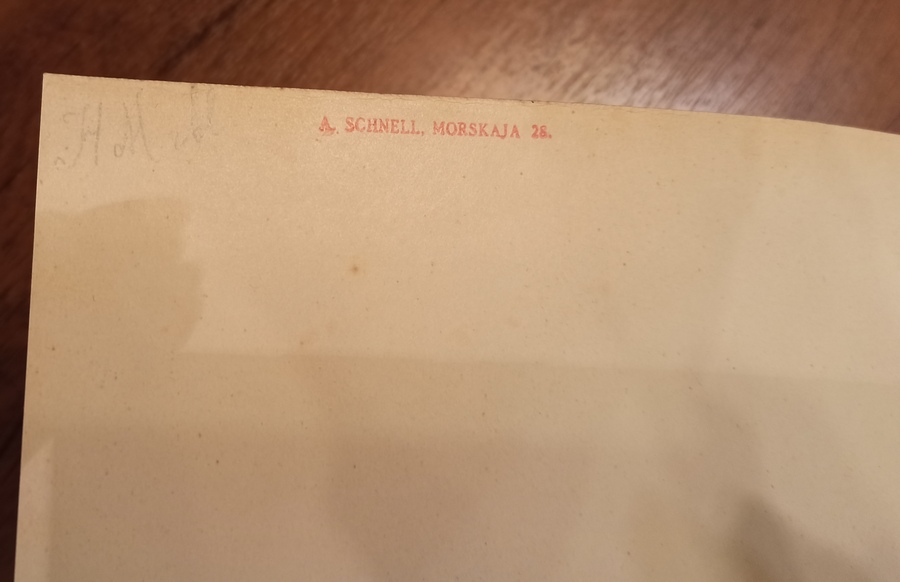 A. SCHNELL, MORSKAJA 28.